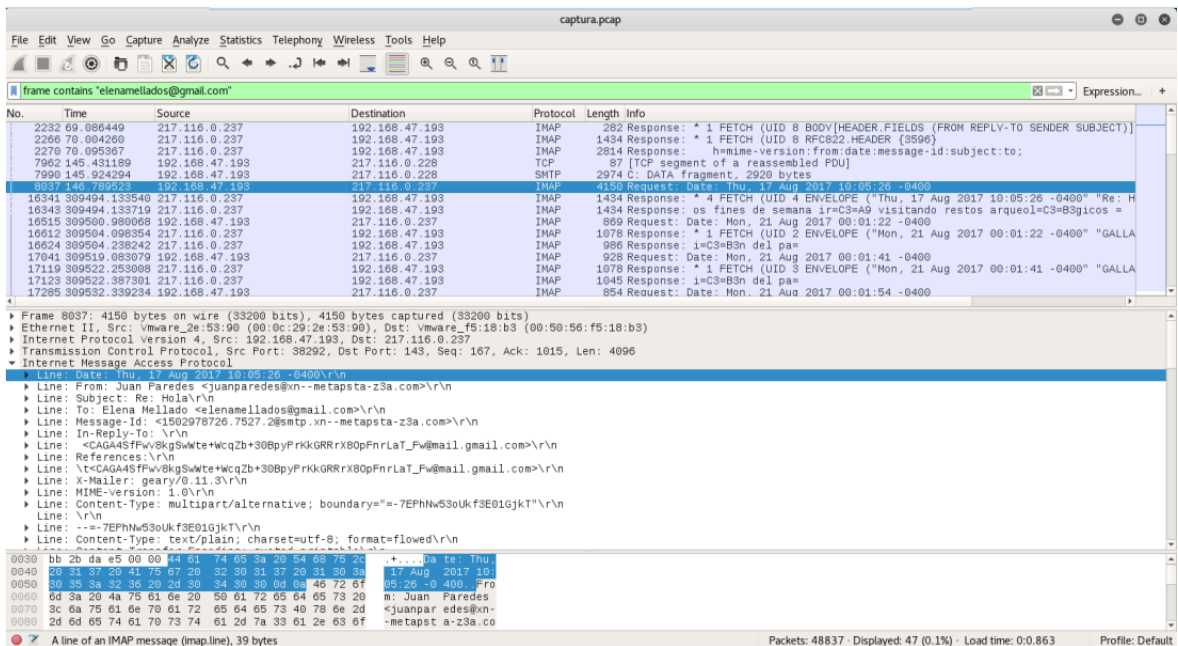 captura.pcap
File Edit View Go Capture Analyze Statistics Telephony Wireless Tools Help
frame contains "elenamellados@gmail.com"
Expression... +
No. Time Source Destination Protocol Length Info
2232 69.086449 217.116.0.237 192.168.47.193 IMAP 282 Response: * 1 FETCH (UID 8 BODY[HEADER.FIELDS (FROM REPLY-TO SENDER SUBJECT)]
2266 70.004260 217.116.0.237 192.168.47.193 IMAP 1434 Response: * 1 FETCH (UID 8 RFC822.HEADER {3596}
2270 70.095367 217.116.0.237 192.168.47.193 IMAP 2814 Response: h=mime-version:from:date:message-id:subject:to;
7962 145.431189 192.168.47.193 217.116.0.228 TCP 87 [TCP segment of a reassembled PDU]
7990 145.924294 192.168.47.193 217.116.0.228 SMTP 2974 C: DATA fragment, 2920 bytes
8037 146.789523 192.168.47.193 217.116.0.237 IMAP 4150 Request: Date: Thu, 17 Aug 2017 10:05:26 -0400
16341 309494.133540 217.116.0.237 192.168.47.193 IMAP 1434 Response: * 4 FETCH (UID 4 ENVELOPE ("Thu, 17 Aug 2017 10:05:26 -0400" "Re: H
16343 309494.133719 217.116.0.237 192.168.47.193 IMAP 1434 Response: os fines de semana ir=C3=A9 visitando restos arqueol=C3=B3gicos =
16515 309500.980068 192.168.47.193 217.116.0.237 IMAP 869 Request: Date: Mon, 21 Aug 2017 00:01:22 -0400
16612 309504.098354 217.116.0.237 192.168.47.193 IMAP 1078 Response: * 1 FETCH (UID 2 ENVELOPE ("Mon, 21 Aug 2017 00:01:22 -0400" "GALLA
16624 309504.238242 217.116.0.237 192.168.47.193 IMAP 986 Response: i=C3=B3n del pa=
17041 309519.083079 192.168.47.193 217.116.0.237 IMAP 928 Request: Date: Mon, 21 Aug 2017 00:01:41 -0400
17119 309522.253008 217.116.0.237 192.168.47.193 IMAP 1078 Response: * 1 FETCH (UID 3 ENVELOPE ("Mon, 21 Aug 2017 00:01:41 -0400" "GALLA
17123 309522.387301 217.116.0.237 192.168.47.193 IMAP 1045 Response: i=C3=B3n del pa=
17285 309532.339234 192.168.47.193 217.116.0.237 IMAP 854 Request: Date: Mon, 21 Aug 2017 00:01:54 -0400
Frame 8037: 4150 bytes on wire (33200 bits), 4150 bytes captured (33200 bits)
Ethernet II, Src: Vmware_2e:53:90 (00:0c:29:2e:53:90), Dst: Vmware_f5:18:b3 (00:50:56:f5:18:b3)
Internet Protocol Version 4, Src: 192.168.47.193, Dst: 217.116.0.237
Transmission Control Protocol, Src Port: 38292, Dst Port: 143, Seq: 167, Ack: 1015, Len: 4096
Internet Message Access Protocol
Line: Date: Thu, 17 Aug 2017 10:05:26 -0400\r\n
Line: From: Juan Paredes <juanparedes@xn--metapsta-z3a.com>\r\n
Line: Subject: Re: Hola\r\n
Line: To: Elena Mellado <elenamellados@gmail.com>\r\n
Line: Message-Id: <1502978726.7527.2@smtp.xn--metapsta-z3a.com>\r\n
Line: In-Reply-To: \r\n
Line: <CAGA4SfFwv8kgSwWte+WcqZb+30BpyPrKkGRRrX8OpFnrLaT_Fw@mail.gmail.com>\r\n
Line: References:\r\n
Line: \t<CAGA4SfFwv8kgSwWte+WcqZb+30BpyPrKkGRRrX8OpFnrLaT_Fw@mail.gmail.com>\r\n
Line: X-Mailer: geary/0.11.3\r\n
Line: MIME-Version: 1.0\r\n
Line: Content-Type: multipart/alternative; boundary="=-7EPhNw53oUkf3E01GjkT"\r\n
Line: \r\n
Line: --=-7EPhNw53oUkf3E01GjkT\r\n
Line: Content-Type: text/plain; charset=utf-8; format=flowed\r\n
0030 bb 2b da e5 00 00 44 61 74 65 3a 20 54 68 75 2c .+....Da te: Thu,
0040 20 31 37 20 41 75 67 20 32 30 31 37 20 31 30 3a 17 Aug 2017 10:
0050 30 35 3a 32 36 20 2d 30 34 30 30 0d 0a 46 72 6f 05:26 -0 400..Fro
0060 6d 3a 20 4a 75 61 6e 20 50 61 72 65 64 65 73 20 m: Juan Paredes
0070 3c 6a 75 61 6e 70 61 72 65 64 65 73 40 78 6e 2d <juanpar edes@xn-
0080 2d 6d 65 74 61 70 73 74 61 2d 7a 33 61 2e 63 6f -metapst a-z3a.co
A line of an IMAP message (imap.line), 39 bytes
Packets: 48837 · Displayed: 47 (0.1%) · Load time: 0:0.863
Profile: Default